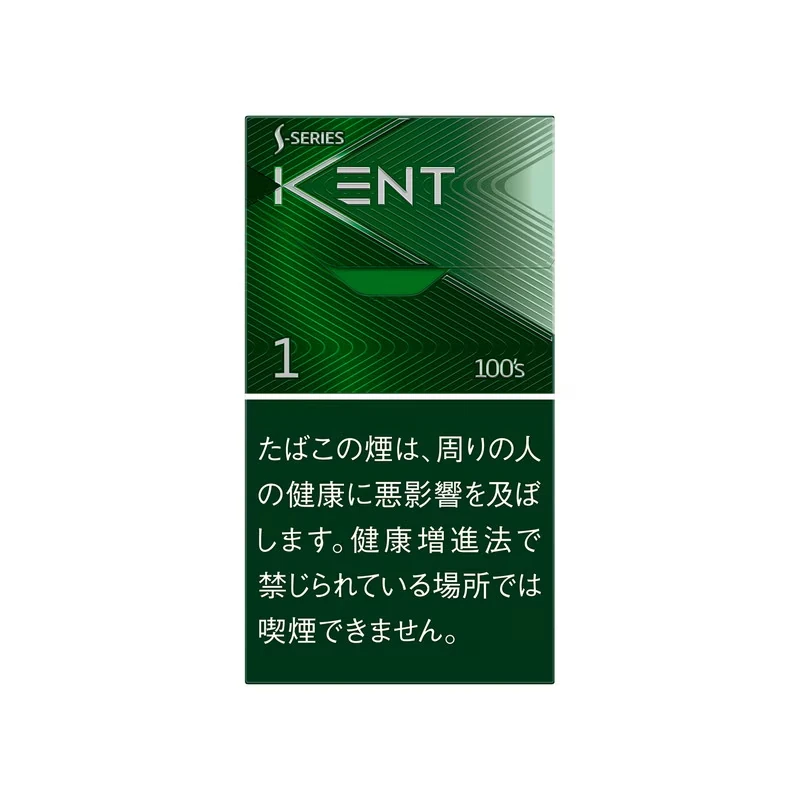 S-SERIES
KENT
1
100's
たばこの煙は、周りの人
の健康に悪影響を及ぼ
します。健康増進法で
禁じられている場所では
喫煙できません。